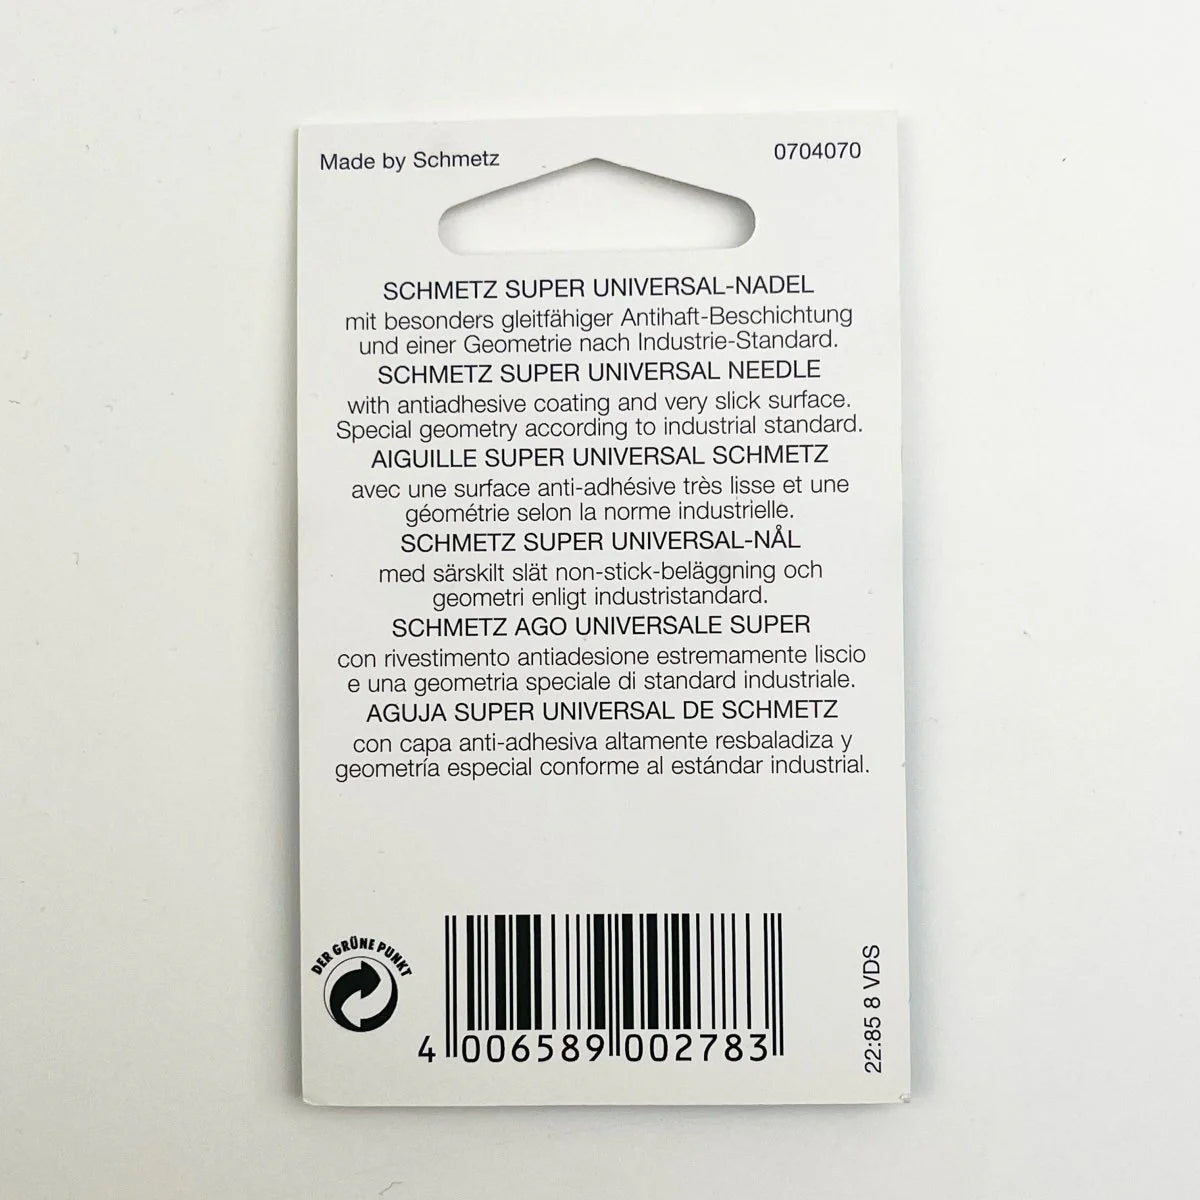 Made by Schmetz
0704070
SCHMETZ SUPER UNIVERSAL-NADEL
mit besonders gleitfähiger Antihaft-Beschichtung
und einer Geometrie nach Industrie-Standard.
SCHMETZ SUPER UNIVERSAL NEEDLE
with antiadhesive coating and very slick surface.
Special geometry according to industrial standard.
AIGUILLE SUPER UNIVERSAL SCHMETZ
avec une surface anti-adhésive très lisse et une
géométrie selon la norme industrielle.
SCHMETZ SUPER UNIVERSAL-NÅL
med särskilt slät non-stick-beläggning och
geometri enligt industristandard.
SCHMETZ AGO UNIVERSALE SUPER
con rivestimento antiadesione estremamente liscio
e una geometria speciale di standard industriale.
AGUJA SUPER UNIVERSAL DE SCHMETZ
con capa anti-adhesiva altamente resbaladiza y
geometría especial conforme al estándar industrial.
DER GRÜNE PUNKT
4 006589 002783
22:85 8 VDS